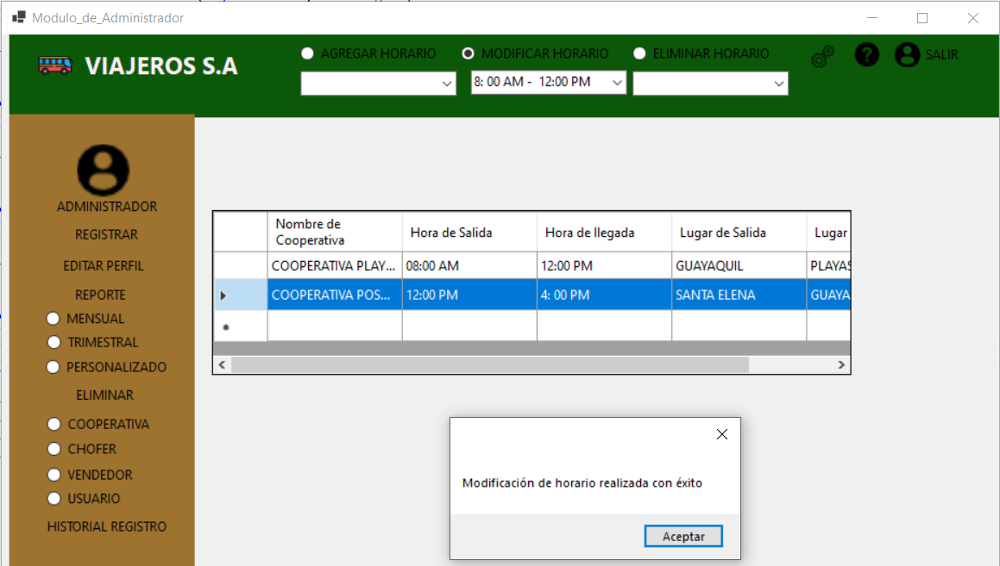 Modulo_de_Administrador
VIAJEROS S.A
AGREGAR HORARIO
MODIFICAR HORARIO
ELIMINAR HORARIO
8: 00 AM - 12:00 PM
?
SALIR
ADMINISTRADOR
REGISTRAR
EDITAR PERFIL
REPORTE
MENSUAL
TRIMESTRAL
PERSONALIZADO
ELIMINAR
COOPERATIVA
CHOFER
VENDEDOR
USUARIO
HISTORIAL REGISTRO
Nombre de
Cooperativa
Hora de Salida
Hora de llegada
Lugar de Salida
Lugar
COOPERATIVA PLAY...
08:00 AM
12:00 PM
GUAYAQUIL
PLAYAS
COOPERATIVA POS...
12:00 PM
4: 00 PM
SANTA ELENA
GUAYA
Modificación de horario realizada con éxito
Aceptar